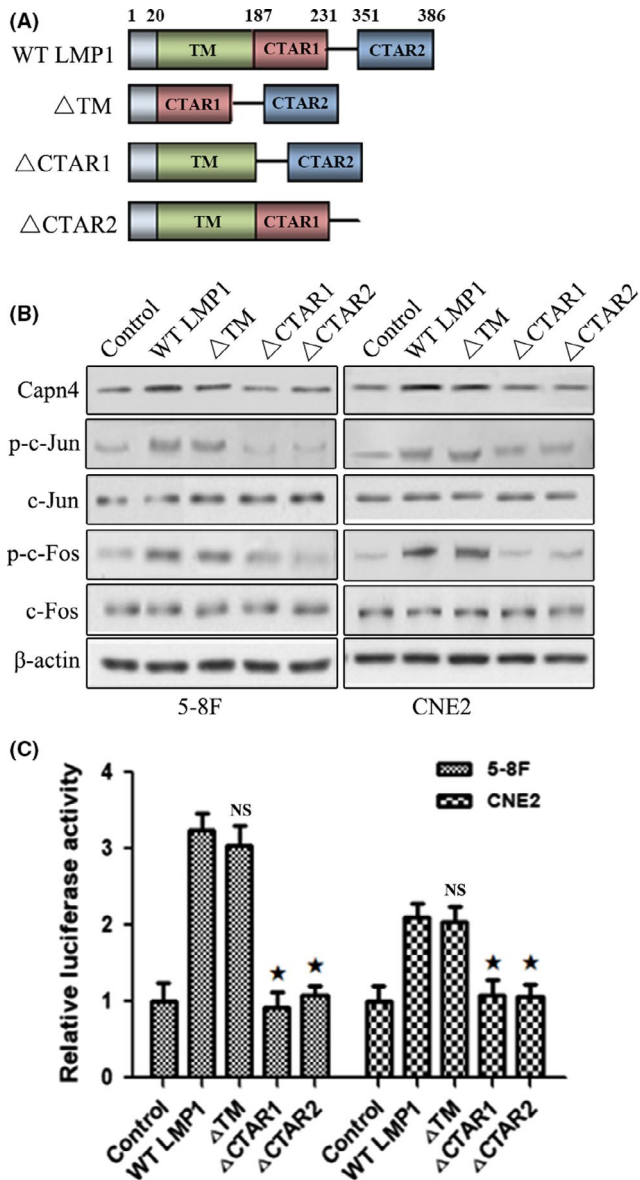 (A)
1 20 187 231 351 386
WT LMP1 TM CTAR1 CTAR2
△TM CTAR1 CTAR2
△CTAR1 TM CTAR2
△CTAR2 TM CTAR1
(B)
Control WT LMP1 △TM △CTAR1 △CTAR2 Control WT LMP1 △TM △CTAR1 △CTAR2
Capn4
p-c-Jun
c-Jun
p-c-Fos
c-Fos
β-actin
5-8F CNE2
(C)
Relative luciferase activity
4
3
2
1
0
5-8F
CNE2
NS
NS
★ ★ ★ ★
Control WT LMP1 ΔTM ΔCTAR1 ΔCTAR2 Control WT LMP1 ΔTM ΔCTAR1 ΔCTAR2